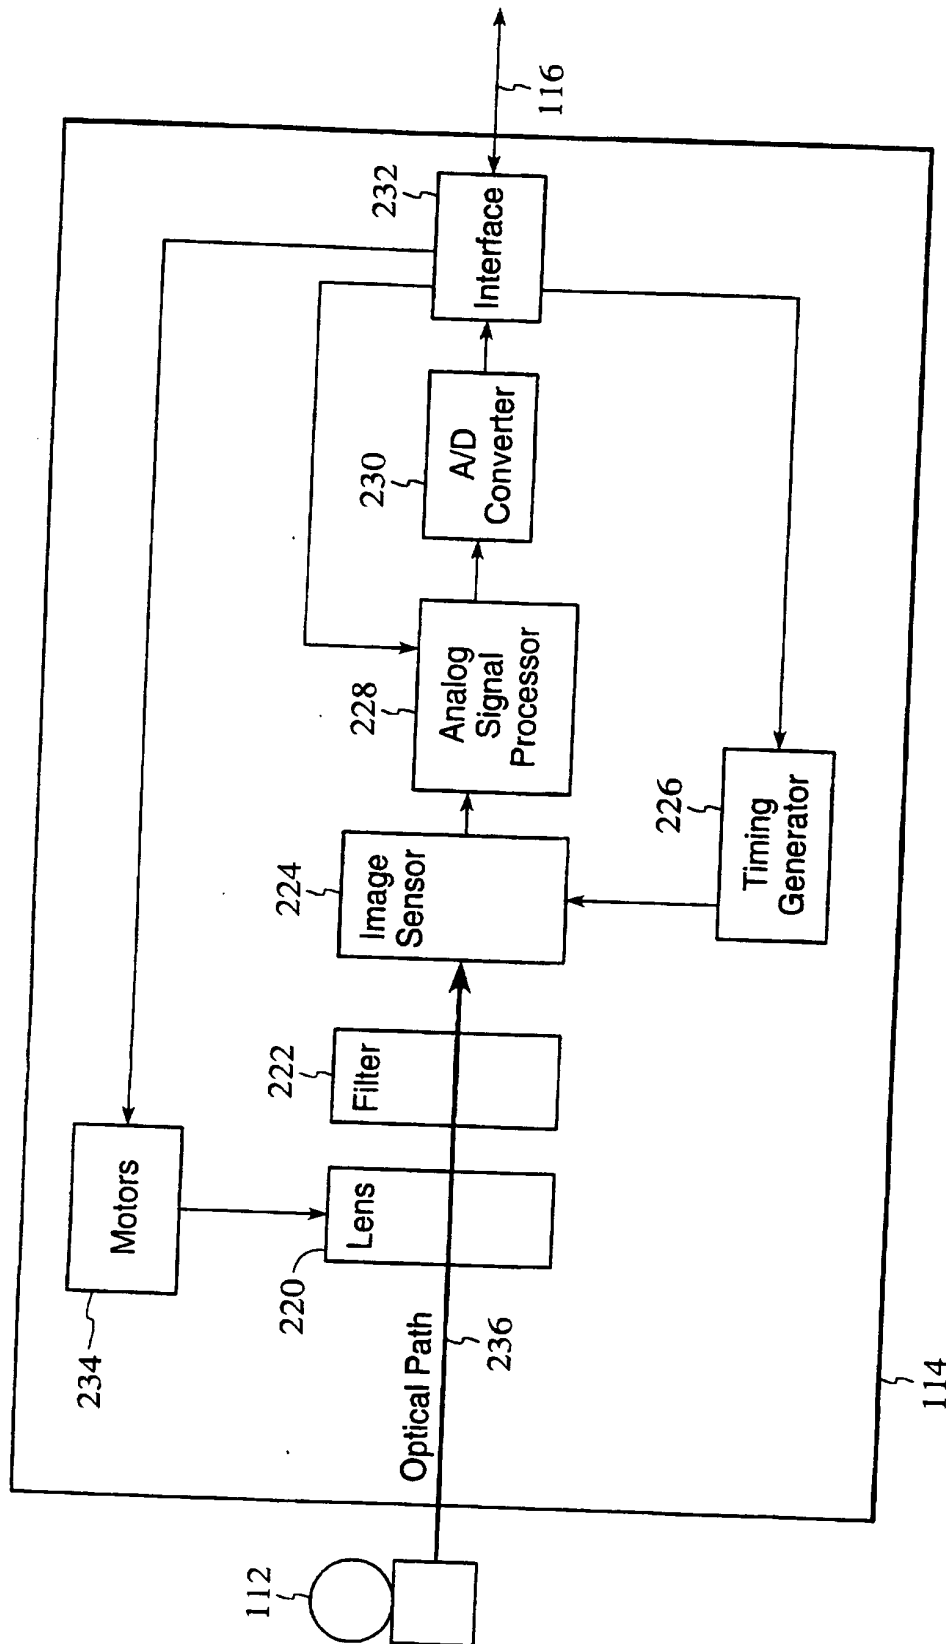 112
Optical Path
236
114
234
Motors
220
Lens
222
Filter
224
Image
Sensor
226
Timing
Generator
228
Analog
Signal
Processor
230
A/D
Converter
232
Interface
116